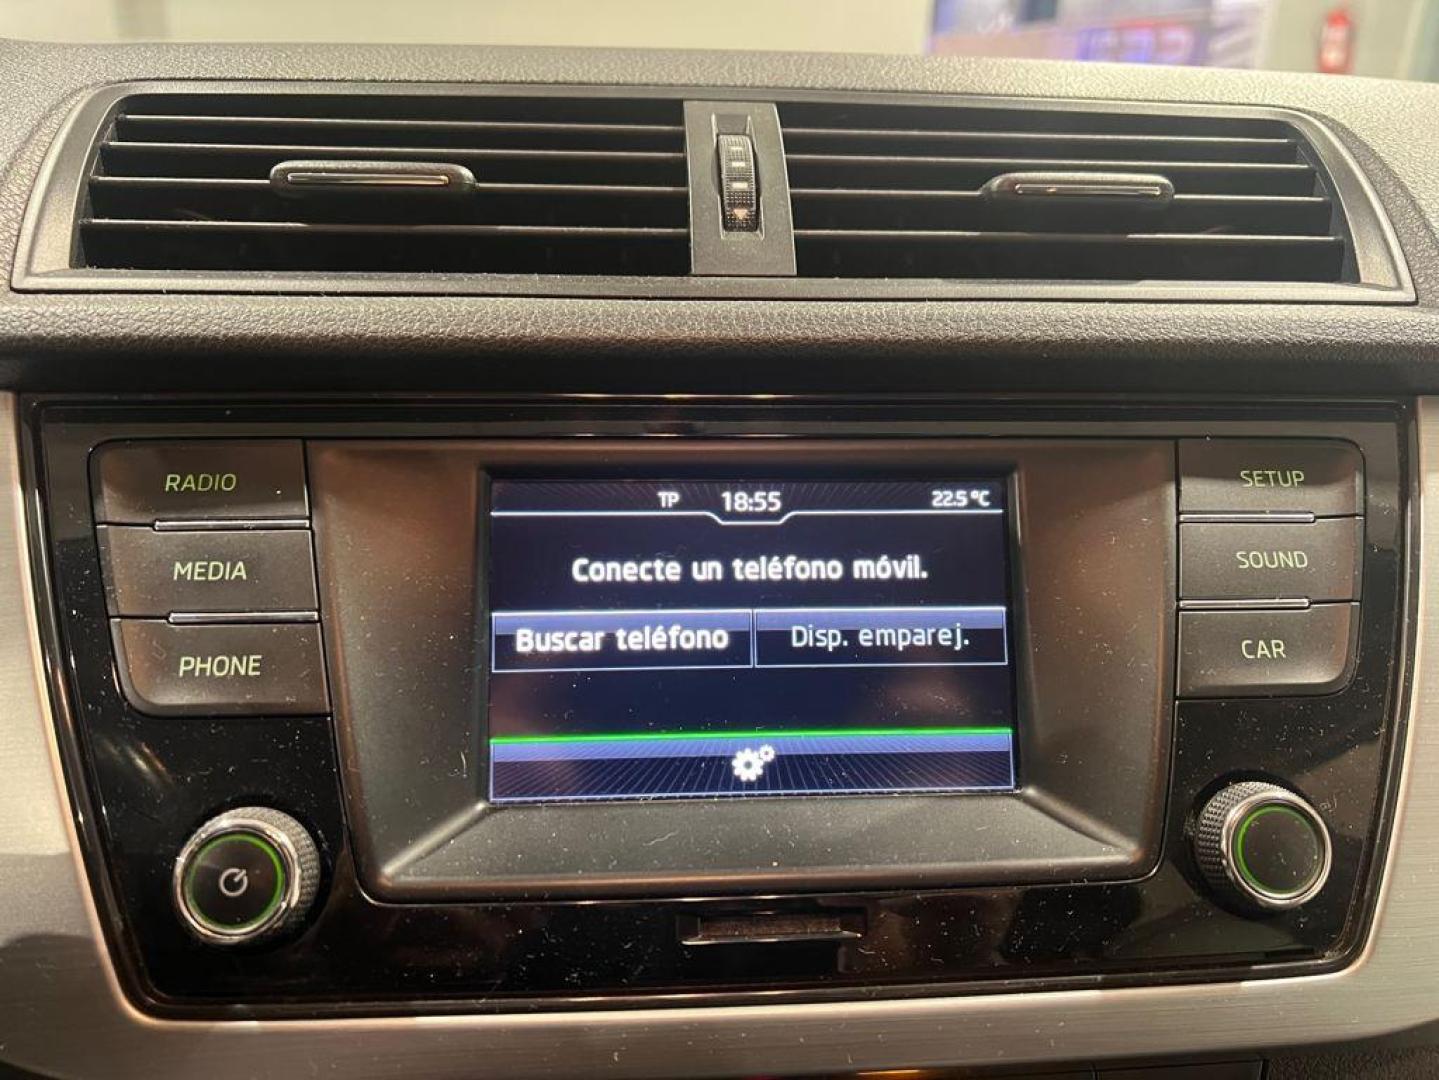 RADIO
MEDIA
PHONE
TP 18:55 22.5°C
Conecte un teléfono móvil.
Buscar teléfono Disp. emparej.
SETUP
SOUND
CAR